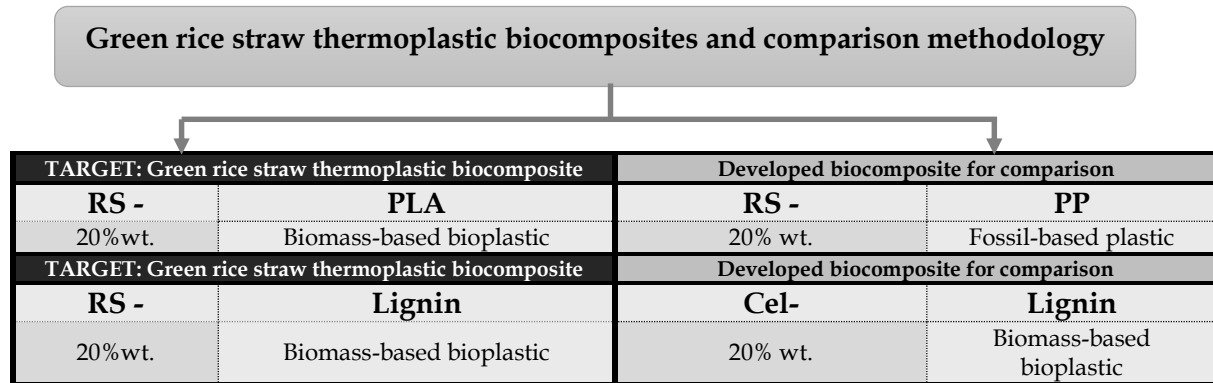 Green rice straw thermoplastic biocomposites and comparison methodology
TARGET: Green rice straw thermoplastic biocomposite Developed biocomposite for comparison
RS - PLA RS - PP
20%wt. Biomass-based bioplastic 20% wt. Fossil-based plastic
TARGET: Green rice straw thermoplastic biocomposite Developed biocomposite for comparison
RS - Lignin Cel- Lignin
20%wt. Biomass-based bioplastic 20% wt. Biomass-based
bioplastic